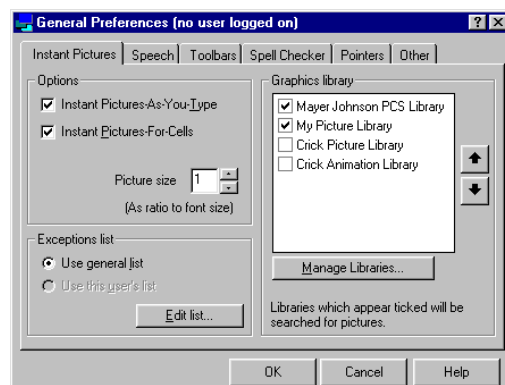 General Preferences (no user logged on)
Instant Pictures
Speech
Toolbars
Spell Checker
Pointers
Other
Options
Instant Pictures-As-You-Type
Instant Pictures-For-Cells
Picture size
1
(As ratio to font size)
Exceptions list
Use general list
Use this user's list
Edit list...
Graphics library
Mayer Johnson PCS Library
My Picture Library
Crick Picture Library
Crick Animation Library
Manage Libraries...
Libraries which appear ticked will be
searched for pictures.
OK
Cancel
Help